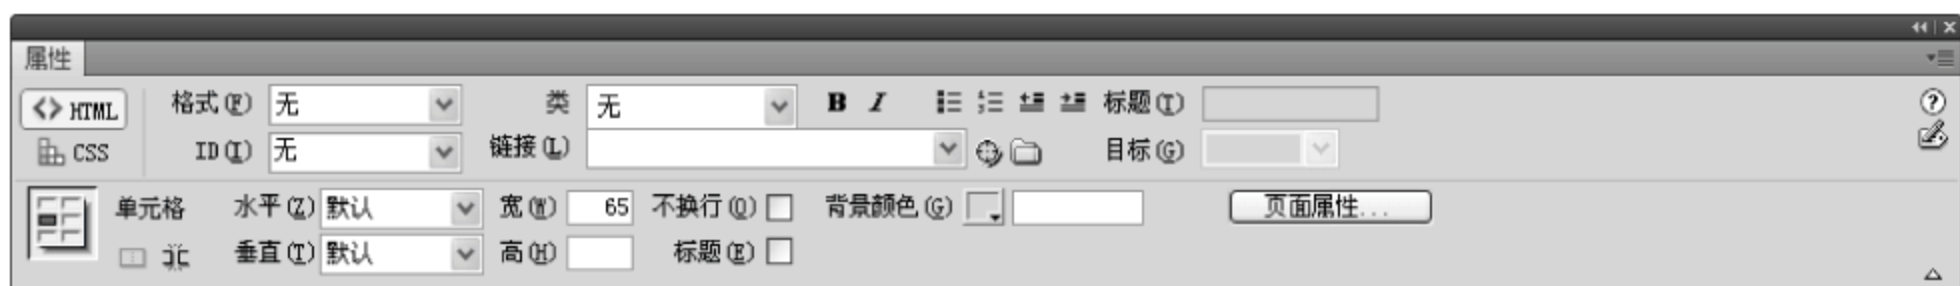 属性
HTML 格式(F) 无 类 无 B I 标题(T)
CSS ID(I) 无 链接(L) 目标(G)
单元格 水平(Z) 默认 宽(W) 65 不换行(O) 背景颜色(G) 页面属性...
垂直(T) 默认 高(H) 标题(E)